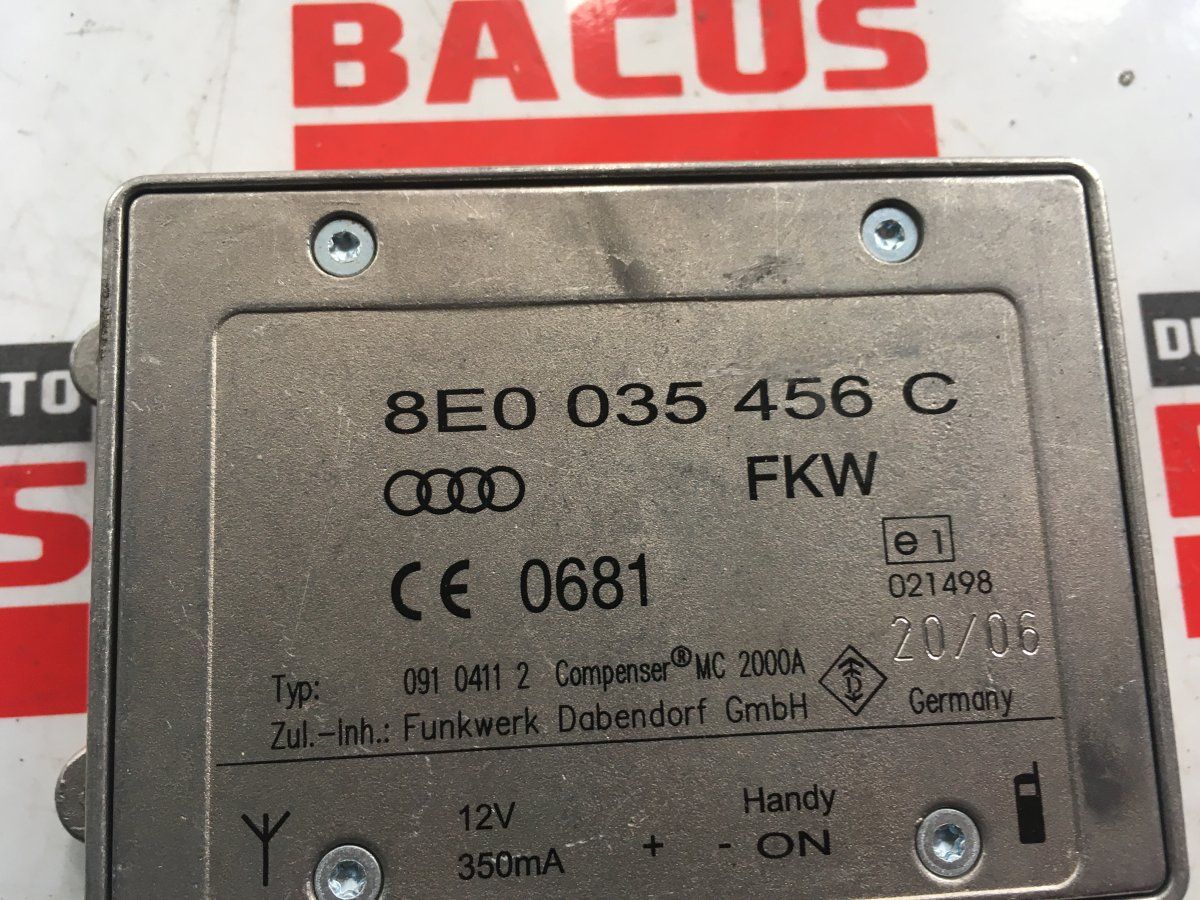 BACUS
8E0 035 456 C
FKW
e1
CE 0681
021498
20/06
Typ: 091 0411 2 Compenser® MC 2000A
Zul.-Inh.: Funkwerk Dabendorf GmbH
Germany
12V
350mA
Handy
+ - ON
TO
S
D